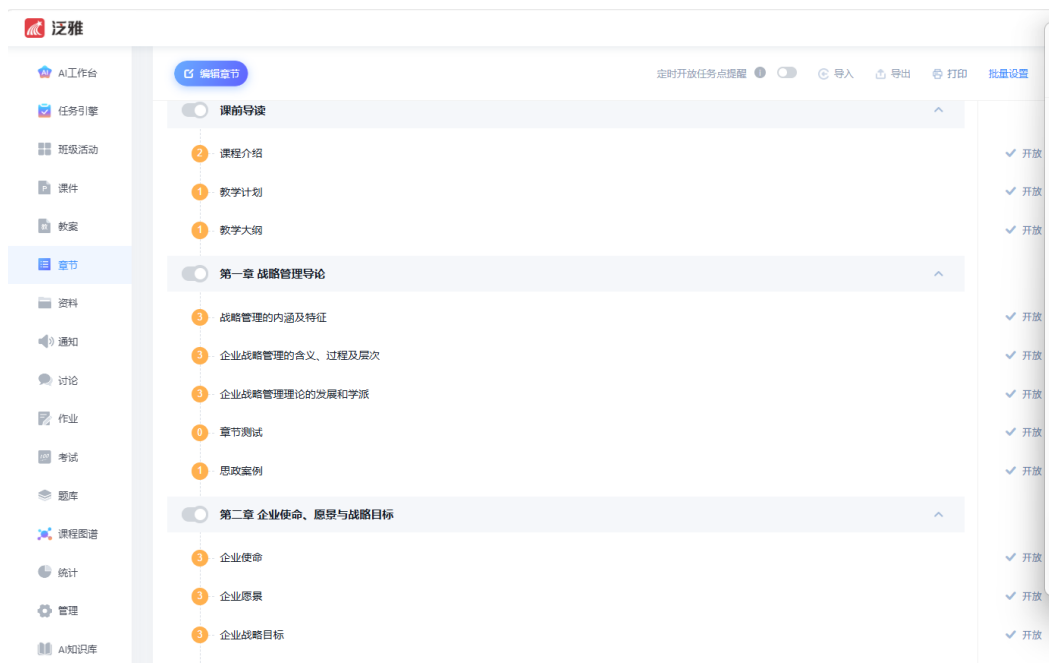 泛雅
AI工作台
任务引擎
班级活动
课件
教案
章节
资料
通知
讨论
作业
考试
题库
课程图谱
统计
管理
AI知识库
编辑章节
定时开放任务点提醒 导入 导出 打印 批量设置
课前导读
2 课程介绍 开放
1 教学计划 开放
1 教学大纲 开放
第一章 战略管理导论
3 战略管理的内涵及特征 开放
3 企业战略管理的含义、过程及层次 开放
3 企业战略管理理论的发展和学派 开放
0 章节测试 开放
1 思政案例 开放
第二章 企业使命、愿景与战略目标
3 企业使命 开放
3 企业愿景 开放
3 企业战略目标 开放